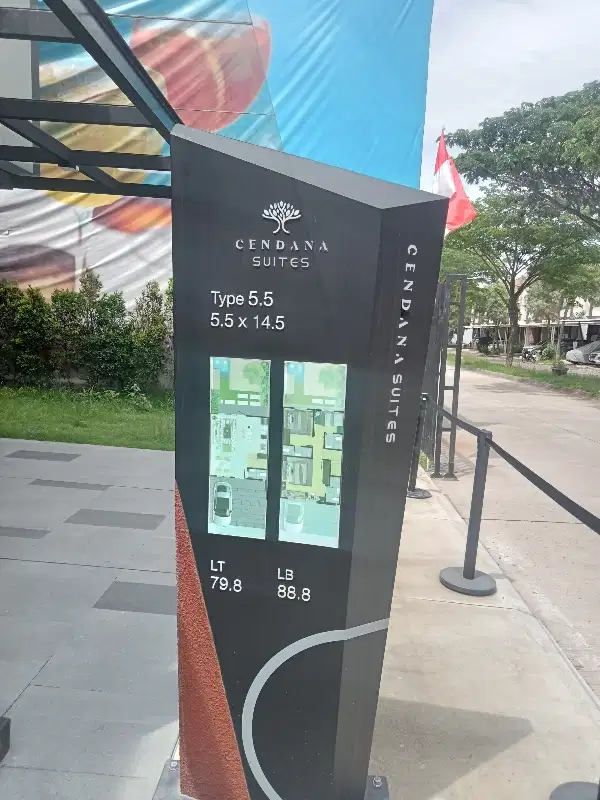 CENDANA
SUITES
Type 5.5
5.5 x 14.5
LT
79.8
LB
88.8
CENDANA SUITES